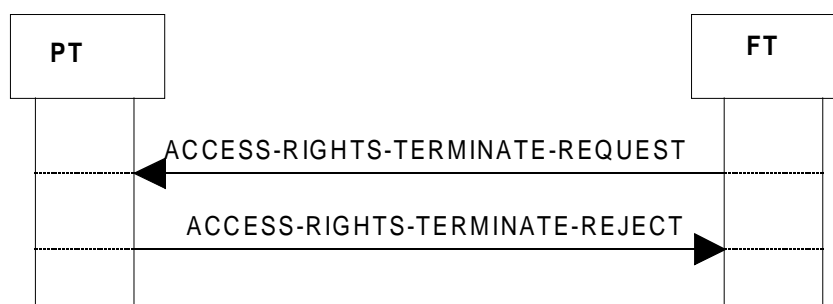 PT
FT
ACCESS-RIGHTS-TERMINATE-REQUEST
ACCESS-RIGHTS-TERMINATE-REJECT